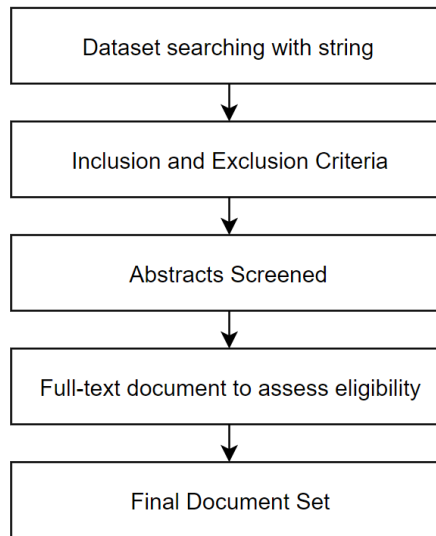 Dataset searching with string
Inclusion and Exclusion Criteria
Abstracts Screened
Full-text document to assess eligibility
Final Document Set